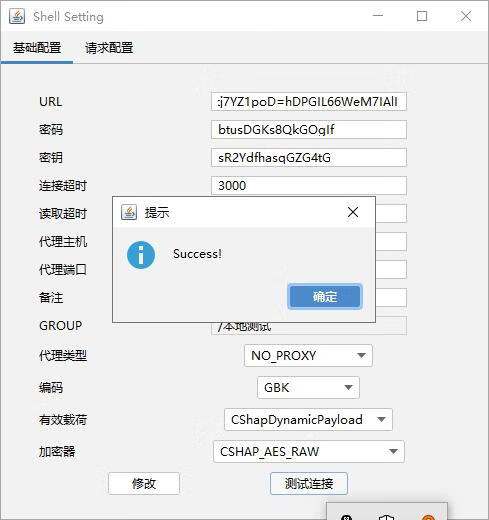 Shell Setting
基础配置 请求配置
URL :j7YZ1poD=hDPGIL66WeM7IAlI
密码 btusDGKs8QkGOgIf
密钥 sR2YdfhasqGZG4tG
连接超时 3000
读取超时
提示
代理主机
Success!
代理端口
备注
确定
GROUP /本地测试
代理类型 NO_PROXY
编码 GBK
有效载荷 CShapDynamicPayload
加密器 CSHAP_AES_RAW
修改 测试连接